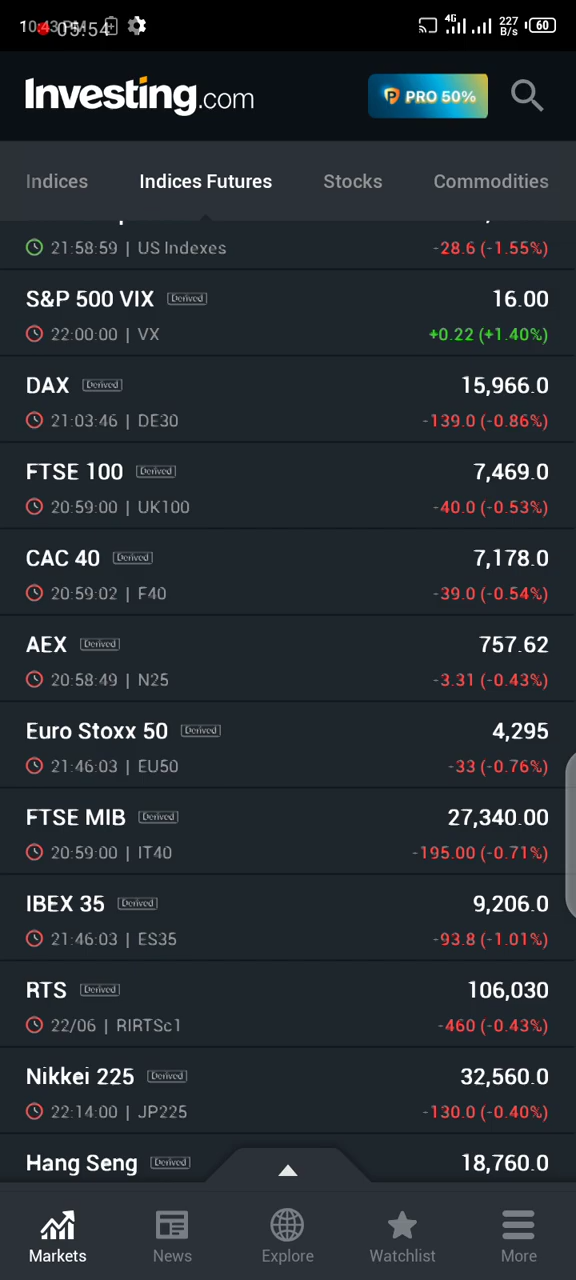 10:43 PM 05:54 4G 227 B/s 60
Investing.com PRO 50%
Indices Indices Futures Stocks Commodities
21:58:59 | US Indexes -28.6 (-1.55%)
S&P 500 VIX Derived 16.00
22:00:00 | VX +0.22 (+1.40%)
DAX Derived 15,966.0
21:03:46 | DE30 -139.0 (-0.86%)
FTSE 100 Derived 7,469.0
20:59:00 | UK100 -40.0 (-0.53%)
CAC 40 Derived 7,178.0
20:59:02 | F40 -39.0 (-0.54%)
AEX Derived 757.62
20:58:49 | N25 -3.31 (-0.43%)
Euro Stoxx 50 Derived 4,295
21:46:03 | EU50 -33 (-0.76%)
FTSE MIB Derived 27,340.00
20:59:00 | IT40 -195.00 (-0.71%)
IBEX 35 Derived 9,206.0
21:46:03 | ES35 -93.8 (-1.01%)
RTS Derived 106,030
22/06 | RIRTSc1 -460 (-0.43%)
Nikkei 225 Derived 32,560.0
22:14:00 | JP225 -130.0 (-0.40%)
Hang Seng Derived 18,760.0
Markets News Explore Watchlist More